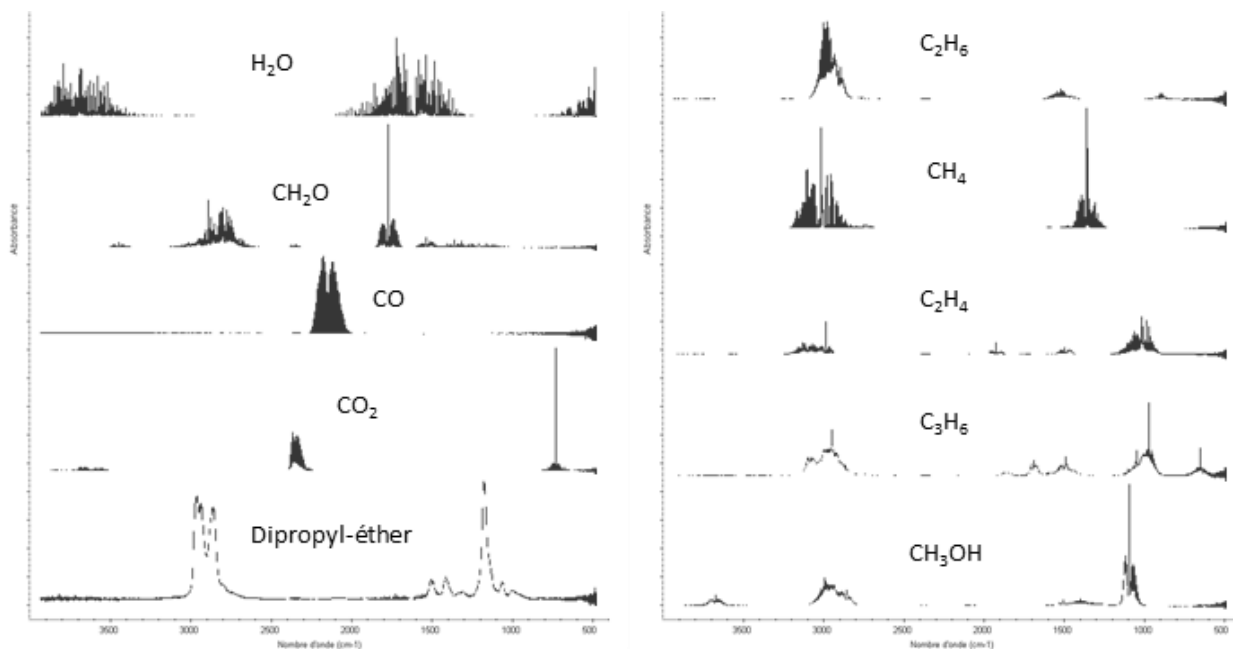 Absorbance
H₂O
CH₂O
CO
CO₂
Dipropyl-éther
3500 3000 2500 2000 1500 1000 500
Nombre d'onde (cm-1)
Absorbance
C₂H₆
CH₄
C₂H₄
C₃H₆
CH₃OH
3500 3000 2500 2000 1500 1000 500
Nombre d'onde (cm-1)